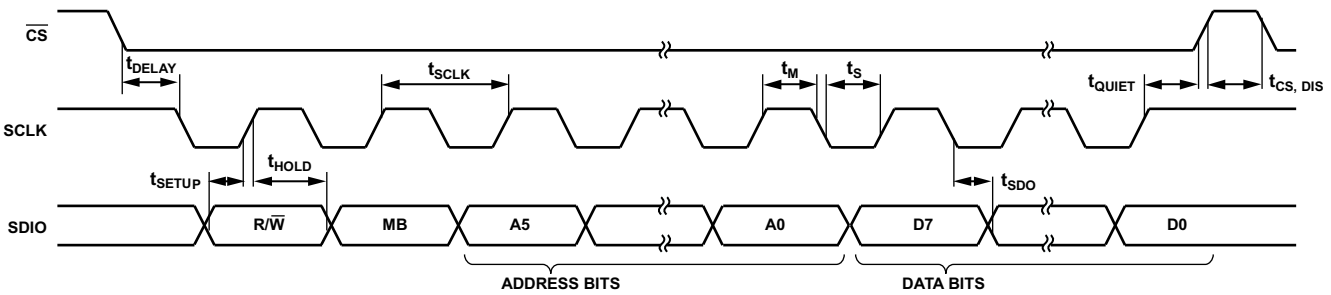 CS
tDELAY
tSCLK
tM
tS
tQUIET
tCS, DIS
SCLK
tSETUP
tHOLD
tSDO
SDIO
R/W
MB
A5
A0
D7
D0
ADDRESS BITS
DATA BITS